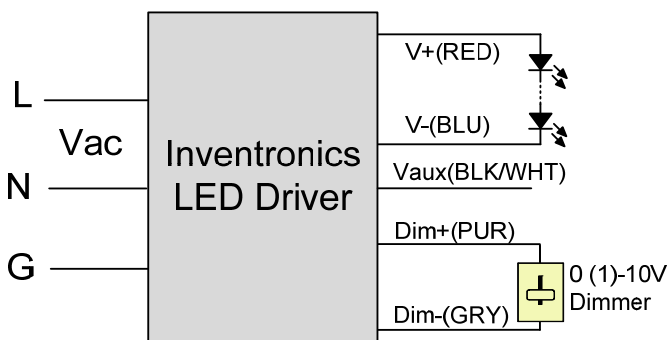 L
Vac
N
G
Inventronics
LED Driver
V+(RED)
V-(BLU)
Vaux(BLK/WHT)
Dim+(PUR)
Dim-(GRY)
0 (1)-10V
Dimmer